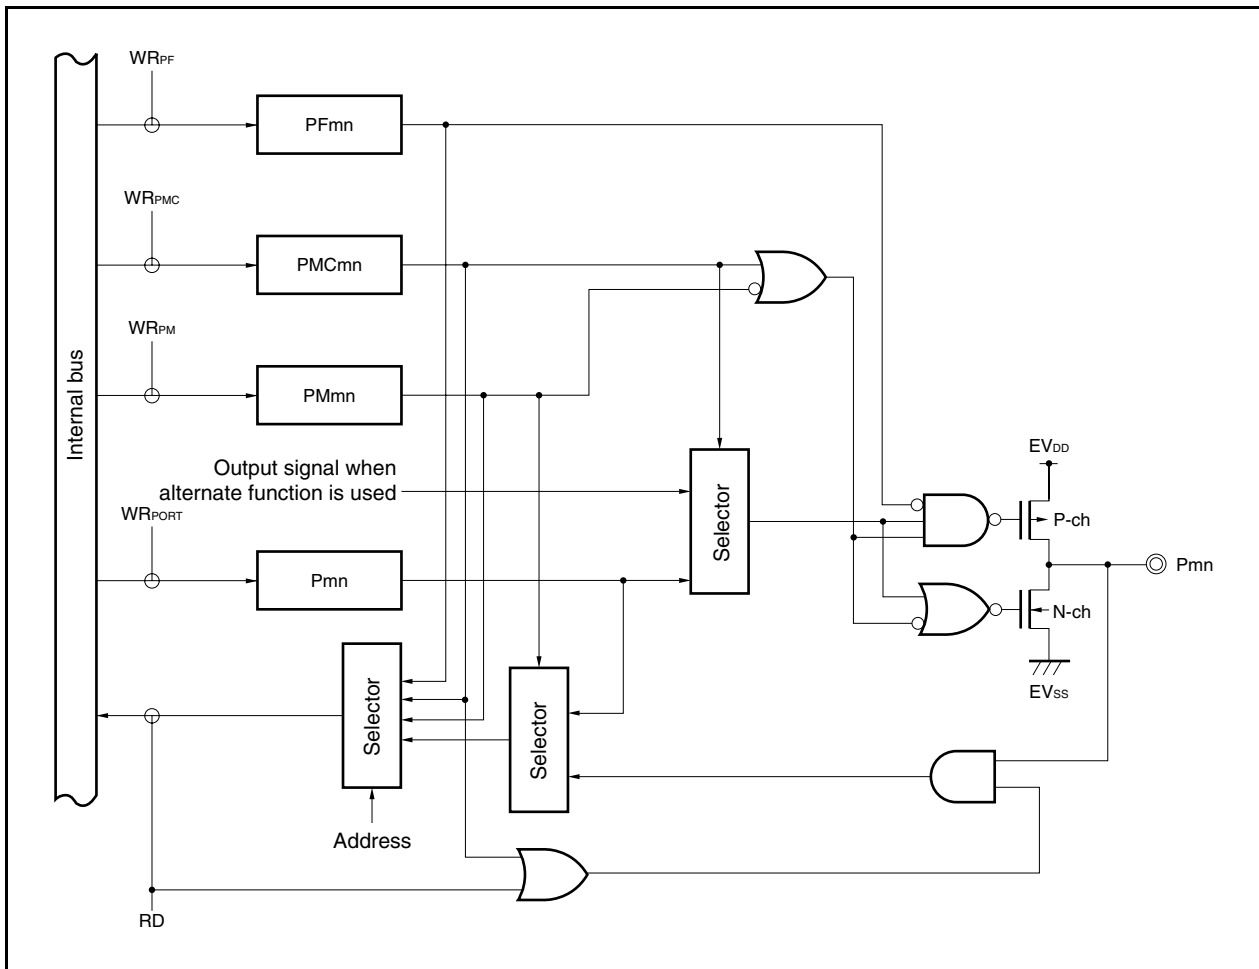 WRPF
PFmn
WRPMC
PMCmn
WRPM
PMmn
Internal bus
Output signal when
alternate function is used
WRPORT
Pmn
Selector
EVDD
P-ch
Pmn
N-ch
EVSS
Selector
Selector
Address
RD